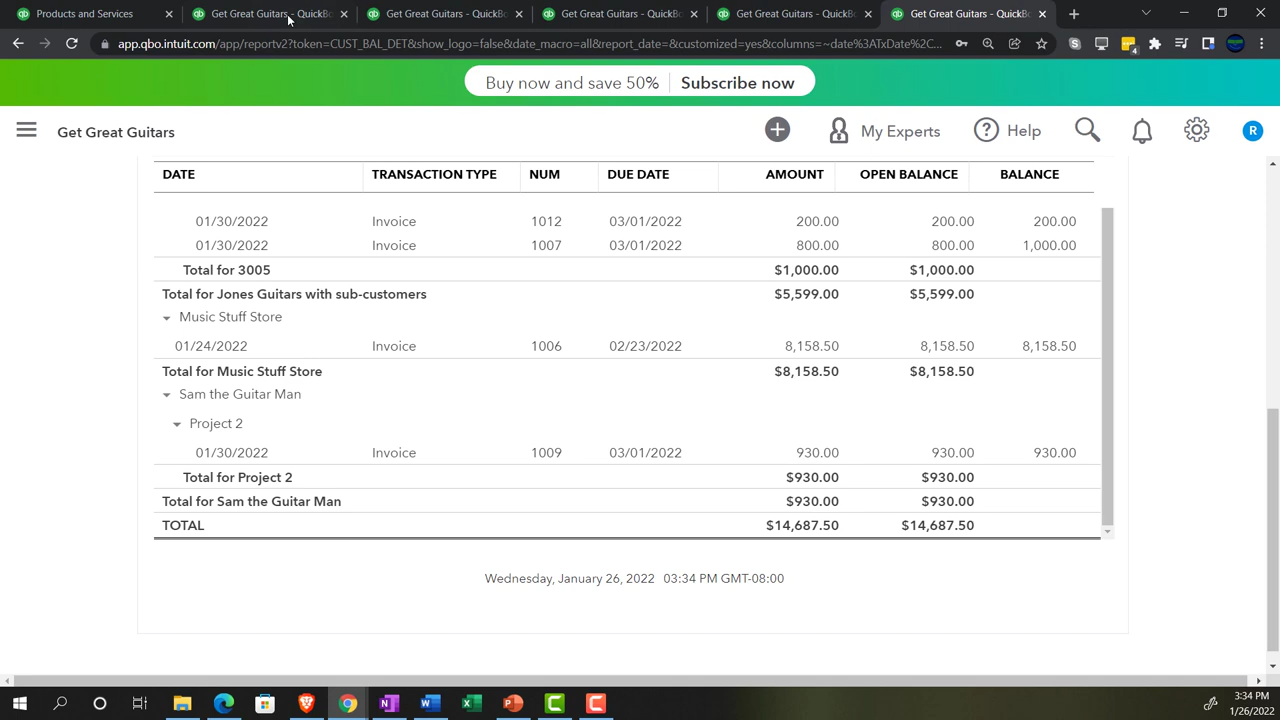 Products and Services
Get Great Guitars - QuickBo
Get Great Guitars - QuickBo
Get Great Guitars - QuickBo
Get Great Guitars - QuickBo
Get Great Guitars - QuickBo
app.qbo.intuit.com/app/reportv2?token=CUST_BAL_DET&show_logo=false&date_macro=all&report_date=&customized=yes&columns=~date%3ATxDate%2C...
4
Buy now and save 50% Subscribe now
Get Great Guitars
My Experts
Help
R
DATE TRANSACTION TYPE NUM DUE DATE AMOUNT OPEN BALANCE BALANCE
01/30/2022 Invoice 1012 03/01/2022 200.00 200.00 200.00
01/30/2022 Invoice 1007 03/01/2022 800.00 800.00 1,000.00
Total for 3005 $1,000.00 $1,000.00
Total for Jones Guitars with sub-customers $5,599.00 $5,599.00
Music Stuff Store
01/24/2022 Invoice 1006 02/23/2022 8,158.50 8,158.50 8,158.50
Total for Music Stuff Store $8,158.50 $8,158.50
Sam the Guitar Man
Project 2
01/30/2022 Invoice 1009 03/01/2022 930.00 930.00 930.00
Total for Project 2 $930.00 $930.00
Total for Sam the Guitar Man $930.00 $930.00
TOTAL $14,687.50 $14,687.50
Wednesday, January 26, 2022 03:34 PM GMT-08:00
3:34 PM
1/26/2022